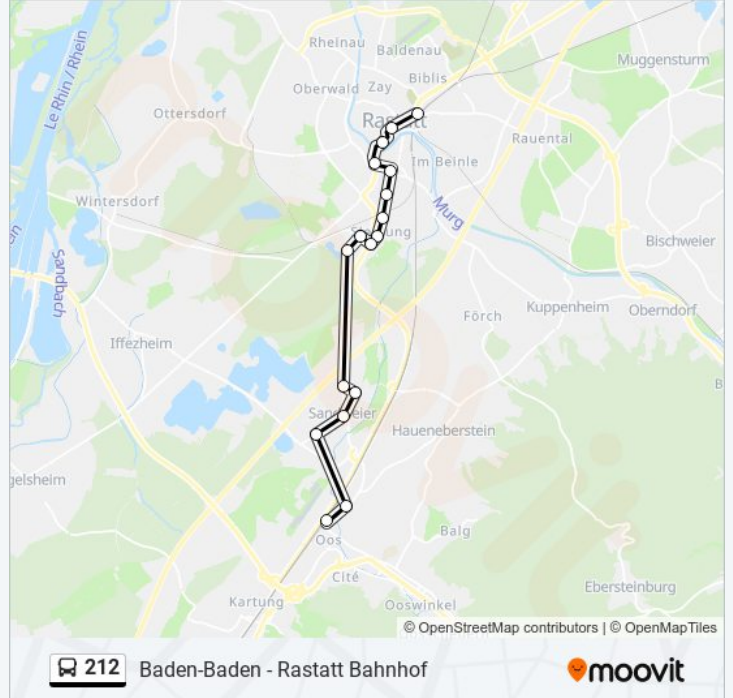 Le Rhin / Rhein
Rheinau
Baldenau
Muggensturm
Biblis
Oberwald
Zay
Ottersdorf
Rastatt
Rauental
Im Beinle
Wintersdorf
Murg
Bischweier
Sandbach
Kuppenheim
Oberndorf
Förch
Iffezheim
B
Haueneberstein
gelsheim
Oos
Balg
Cité
Ebersteinburg
Kartung
Ooswinkel
© OpenStreetMap contributors | © OpenMapTiles
212 Baden-Baden - Rastatt Bahnhof
moovit